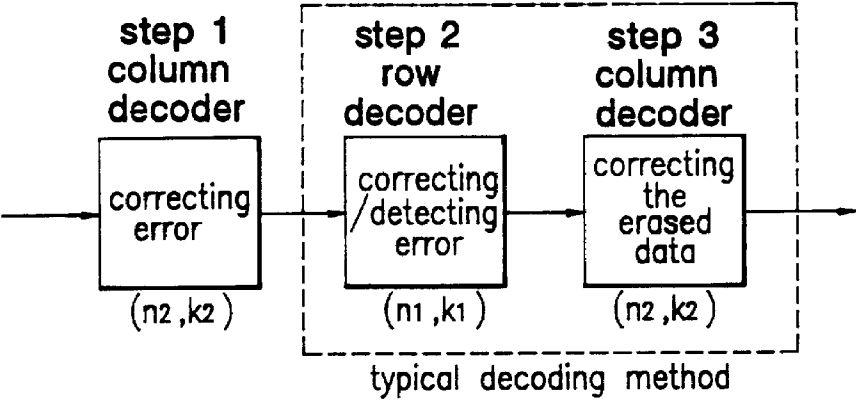 step 1
column
decoder
correcting
error
(n2,k2)
step 2
row
decoder
correcting
/detecting
error
(n1,k1)
step 3
column
decoder
correcting
the
erased
data
(n2,k2)
typical decoding method